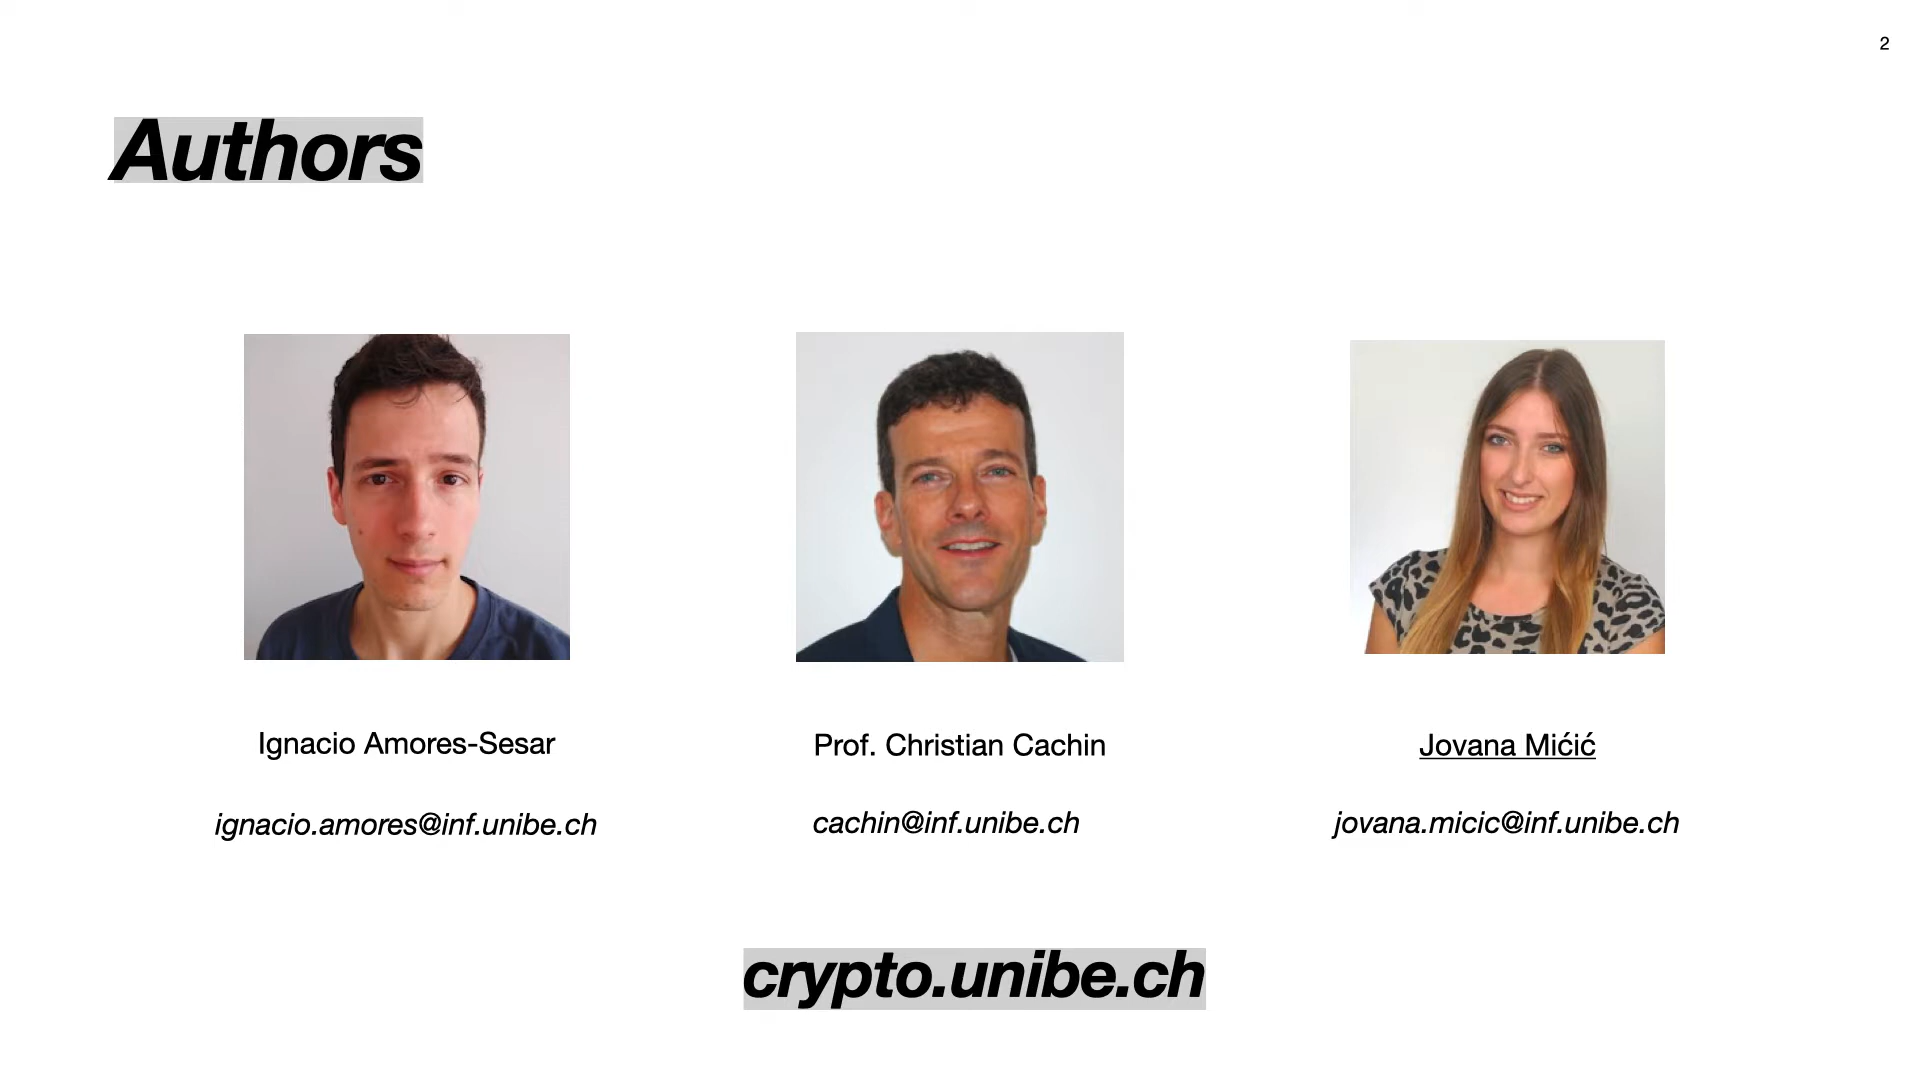 2
Authors
Ignacio Amores-Sesar
Prof. Christian Cachin
Jovana Mićić
ignacio.amores@inf.unibe.ch
cachin@inf.unibe.ch
jovana.micic@inf.unibe.ch
crypto.unibe.ch